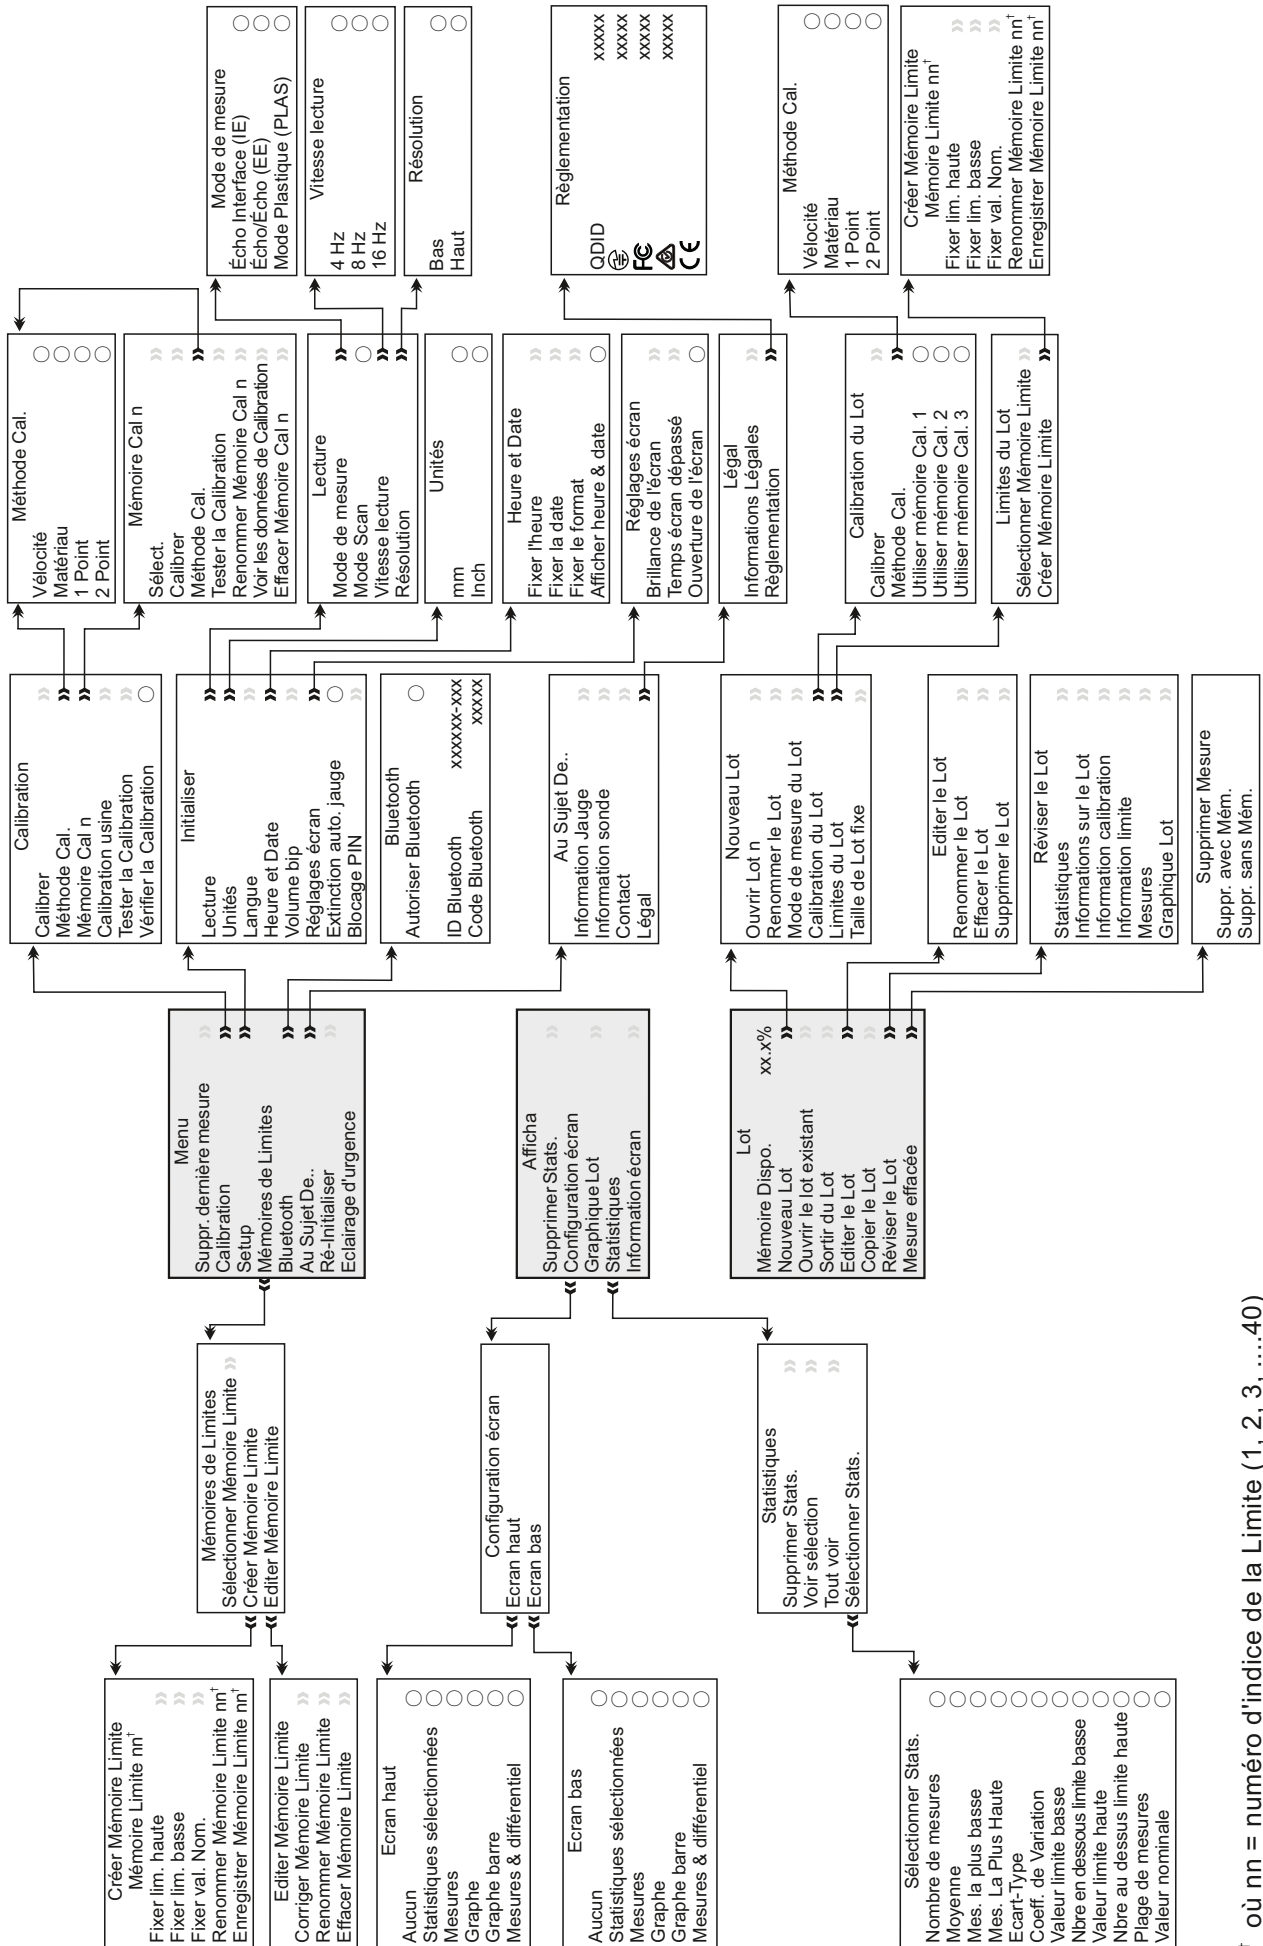 Créer Mémoire Limite
Mémoire Limite nn†
Fixer lim. haute
Fixer lim. basse
Fixer val. Nom.
Renommer Mémoire Limite nn†
Enregistrer Mémoire Limite nn†
Editer Mémoire Limite
Corriger Mémoire Limite
Renommer Mémoire Limite
Effacer Mémoire Limite
Ecran haut
Aucun
Statistiques sélectionnées
Mesures
Graphe
Graphe barre
Mesures & différentiel
Ecran bas
Aucun
Statistiques sélectionnées
Mesures
Graphe
Graphe barre
Mesures & différentiel
Sélectionner Stats.
Nombre de mesures
Moyenne
Mes. la plus basse
Mes. La Plus Haute
Ecart-Type
Coeff. de Variation
Valeur limite basse
Nbre en dessous limite basse
Valeur limite haute
Nbre au dessus limite haute
Plage de mesures
Valeur nominale
Mémoires de Limites
Sélectionner Mémoire Limite
Créer Mémoire Limite
Editer Mémoire Limite
Configuration écran
Ecran haut
Ecran bas
Statistiques
Supprimer Stats.
Voir sélection
Tout voir
Sélectionner Stats.
Menu
Suppr. dernière mesure
Calibration
Setup
Mémoires de Limites
Bluetooth
Au Sujet De..
Ré-Initialiser
Eclairage d'urgence
Afficha
Supprimer Stats.
Configuration écran
Graphique Lot
Statistiques
Information écran
Lot
Mémoire Dispo. xx.x%
Nouveau Lot
Ouvrir le lot existant
Sortir du Lot
Editer le Lot
Copier le Lot
Réviser le Lot
Mesure effacée
Calibration
Calibrer
Méthode Cal.
Mémoire Cal n
Calibration usine
Tester la Calibration
Vérifier la Calibration
Initialiser
Lecture
Unités
Langue
Heure et Date
Volume bip
Réglages écran
Extinction auto. jauge
Blocage PIN
Bluetooth
Autoriser Bluetooth
ID Bluetooth xxxxxx-xxx
Code Bluetooth xxxxx
Au Sujet De..
Information Jauge
Information sonde
Contact
Légal
Nouveau Lot
Ouvrir Lot n
Renommer le Lot
Mode de mesure du Lot
Calibration du Lot
Limites du Lot
Taille de Lot fixe
Editer le Lot
Renommer le Lot
Effacer le Lot
Supprimer le Lot
Réviser le Lot
Statistiques
Informations sur le Lot
Information calibration
Information limite
Mesures
Graphique Lot
Supprimer Mesure
Suppr. avec Mém.
Suppr. sans Mém.
Méthode Cal.
Vélocité
Matériau
1 Point
2 Point
Mémoire Cal n
Sélect.
Calibrer
Méthode Cal.
Tester la Calibration
Renommer Mémoire Cal n
Voir les données de Calibration
Effacer Mémoire Cal n
Lecture
Mode de mesure
Mode Scan
Vitesse lecture
Résolution
Unités
mm
Inch
Heure et Date
Fixer l'heure
Fixer la date
Fixer le format
Afficher heure & date
Réglages écran
Brillance de l'écran
Temps écran dépassé
Ouverture de l'écran
Légal
Informations Légales
Règlementation
Calibration du Lot
Calibrer
Méthode Cal.
Utiliser mémoire Cal. 1
Utiliser mémoire Cal. 2
Utiliser mémoire Cal. 3
Limites du Lot
Sélectionner Mémoire Limite
Créer Mémoire Limite
Mode de mesure
Écho Interface (IE)
Écho/Écho (EE)
Mode Plastique (PLAS)
Vitesse lecture
4 Hz
8 Hz
16 Hz
Résolution
Bas
Haut
Règlementation
QDID xxxxx
xxxxx
FC xxxxx
xxxxx
CE
Méthode Cal.
Vélocité
Matériau
1 Point
2 Point
Créer Mémoire Limite
Mémoire Limite nn†
Fixer lim. haute
Fixer lim. basse
Fixer val. Nom.
Renommer Mémoire Limite nn†
Enregistrer Mémoire Limite nn†
† où nn = numéro d'indice de la Limite (1, 2, 3, ....40)